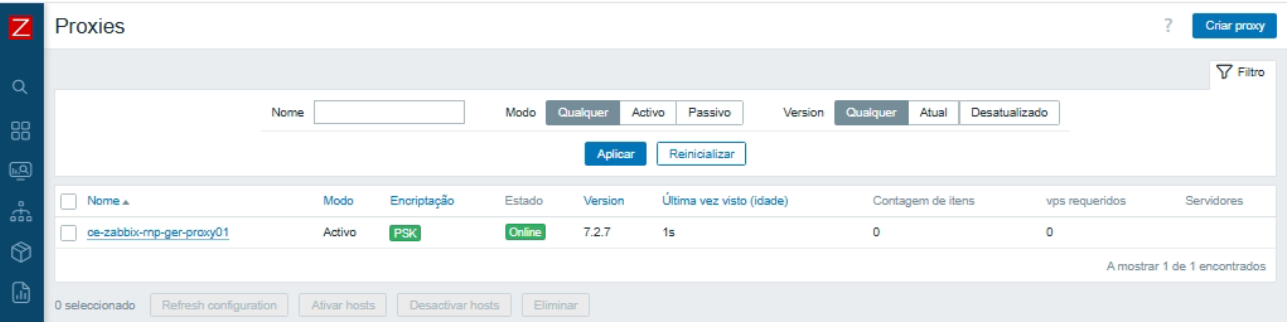 Z Proxies ? Criar proxy
Filtro
Nome Modo Qualquer Activo Passivo Version Qualquer Atual Desatualizado
Aplicar Reinicializar
Nome Modo Encriptação Estado Version Última vez visto (idade) Contagem de itens vps requeridos Servidores
ce-zabbix-rnp-ger-proxy01 Activo PSK Online 7.2.7 1s 0 0
A mostrar 1 de 1 encontrados
0 seleccionado Refresh configuration Ativar hosts Desactivar hosts Eliminar